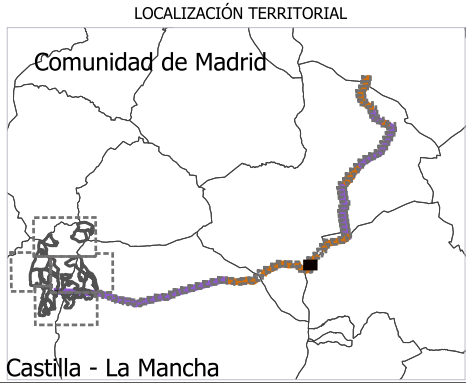 LOCALIZACIÓN TERRITORIAL
Comunidad de Madrid
Castilla - La Mancha